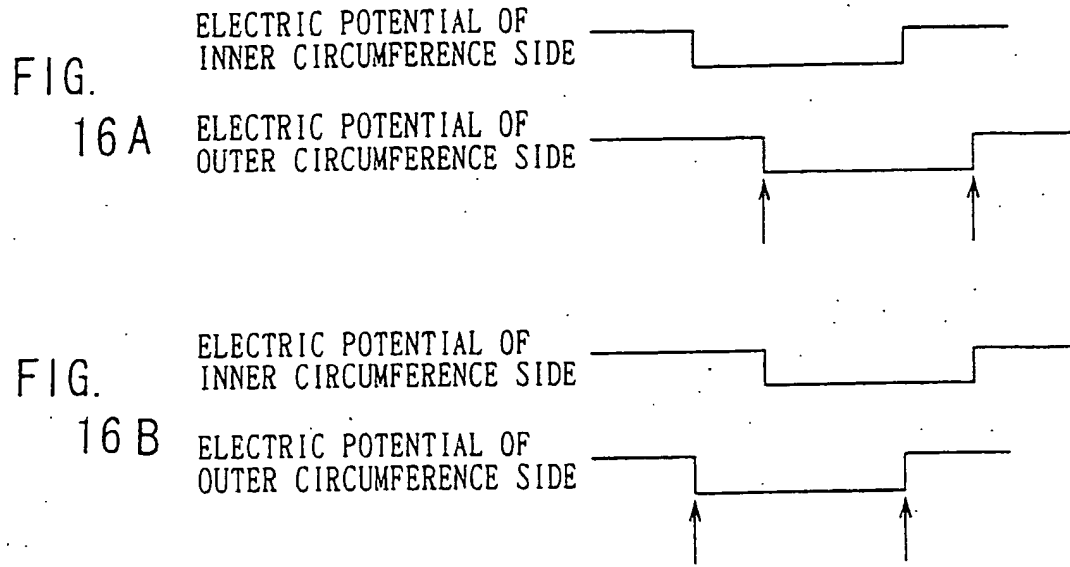 FIG.
16A
ELECTRIC POTENTIAL OF
INNER CIRCUMFERENCE SIDE
ELECTRIC POTENTIAL OF
OUTER CIRCUMFERENCE SIDE
FIG.
16B
ELECTRIC POTENTIAL OF
INNER CIRCUMFERENCE SIDE
ELECTRIC POTENTIAL OF
OUTER CIRCUMFERENCE SIDE